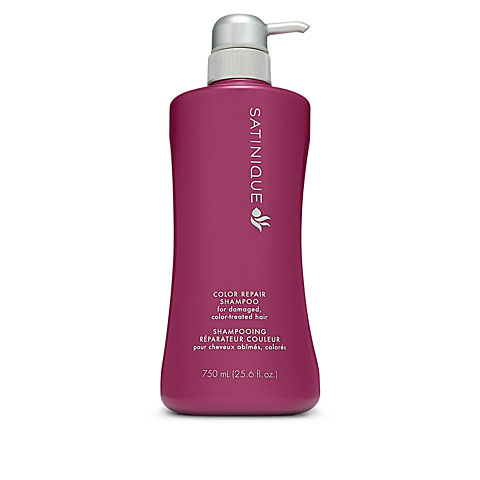 SATINIQUE
COLOR REPAIR
SHAMPOO
for damaged,
color-treated hair
SHAMPOOING
RÉPARATEUR COULEUR
pour cheveux abîmés, colorés
750 mL (25.6 fl. oz.)